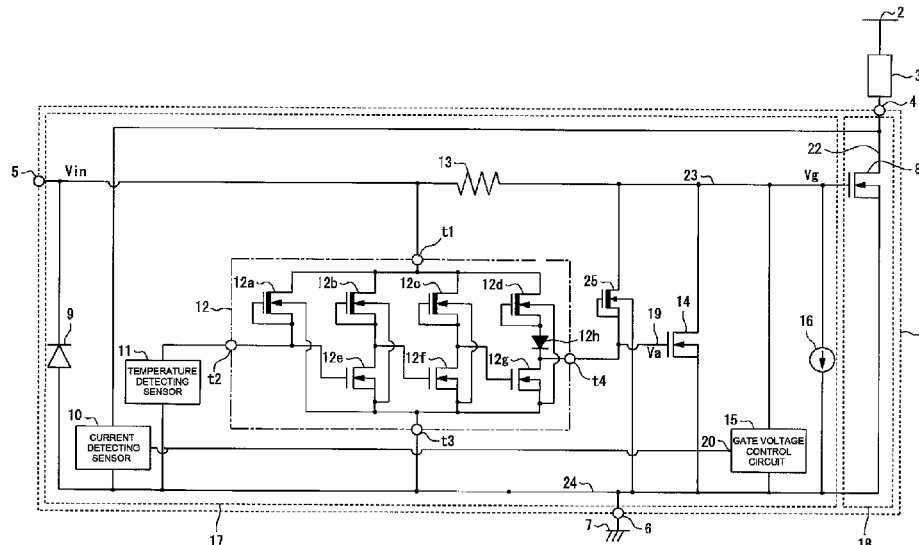 2
3
4
22
8
5
Vin
13
23
Vg
t1
12a
12b
12c
12d
25
14
12
12h
19
Va
16
9
11
TEMPERATURE
DETECTING
SENSOR
t2
12e
12f
12g
t4
10
CURRENT
DETECTING
SENSOR
t3
15
20
GATE VOLTAGE
CONTROL
CIRCUIT
24
7
6
17
18